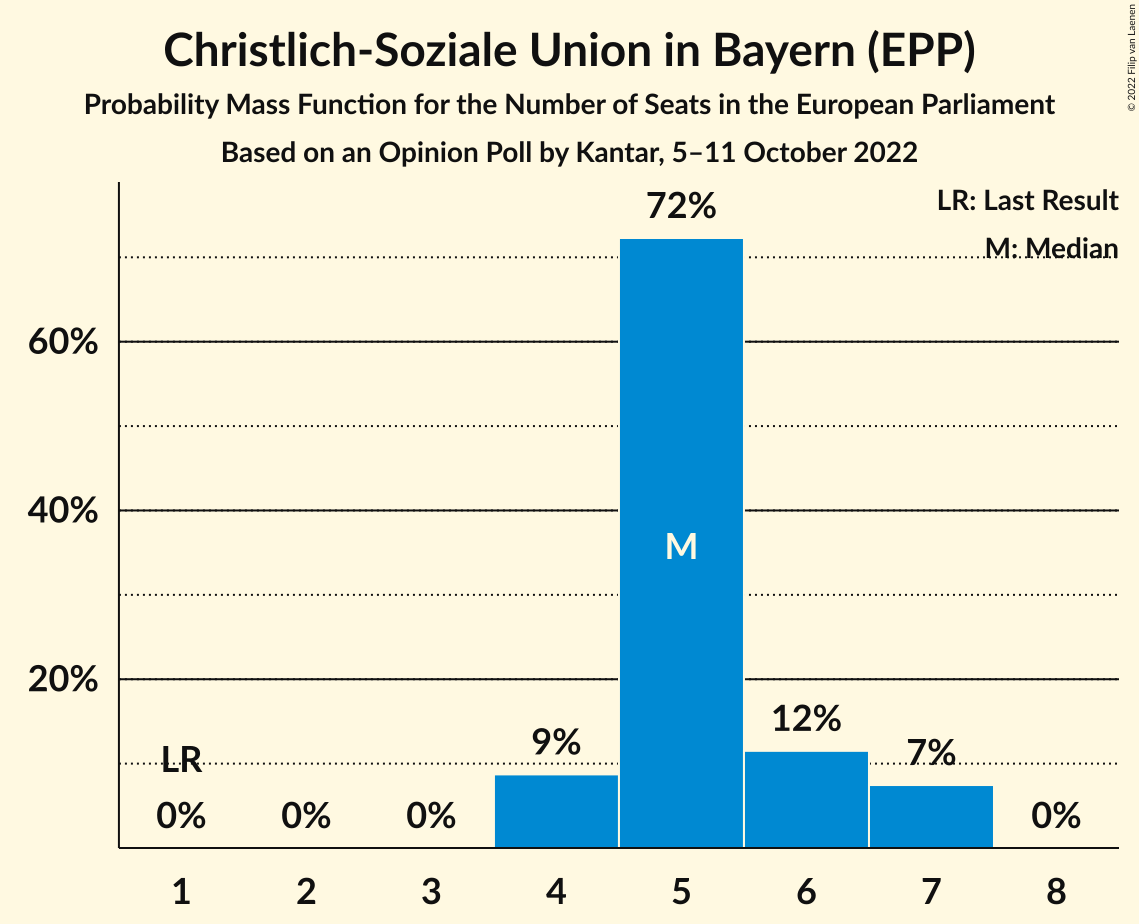 Christlich-Soziale Union in Bayern (EPP)
Probability Mass Function for the Number of Seats in the European Parliament
Based on an Opinion Poll by Kantar, 5–11 October 2022
© 2022 Filip van Laenen
LR: Last Result
M: Median
72%
60%
40%
M
20%
12%
9%
7%
LR
0%
0%
0%
0%
1
2
3
4
5
6
7
8